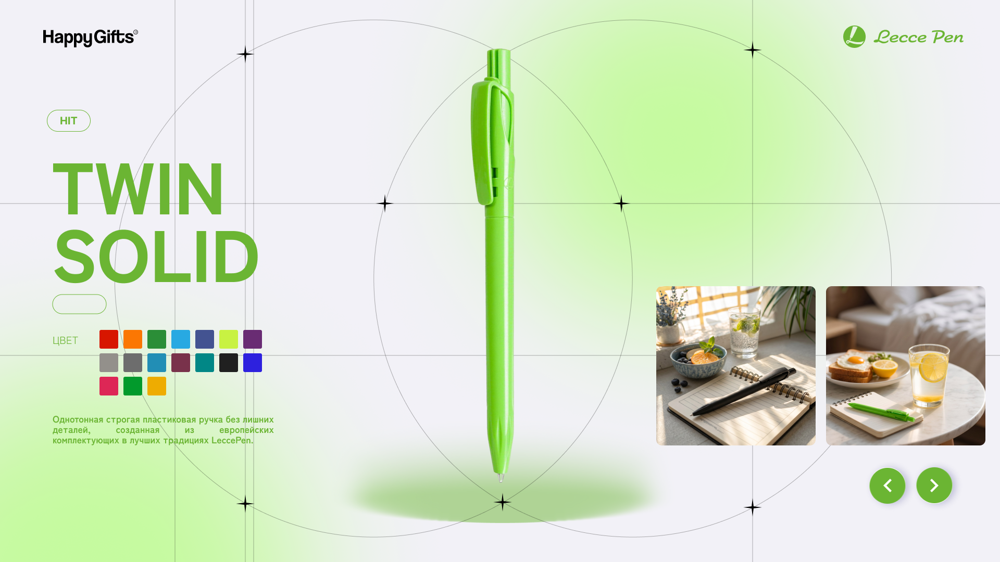 HappyGifts
Lecce Pen
HIT
TWIN
SOLID
ЦВЕТ
Однотонная строгая пластиковая ручка без лишних
деталей, созданная из европейских
комплектующих в лучших традициях LeccePen.